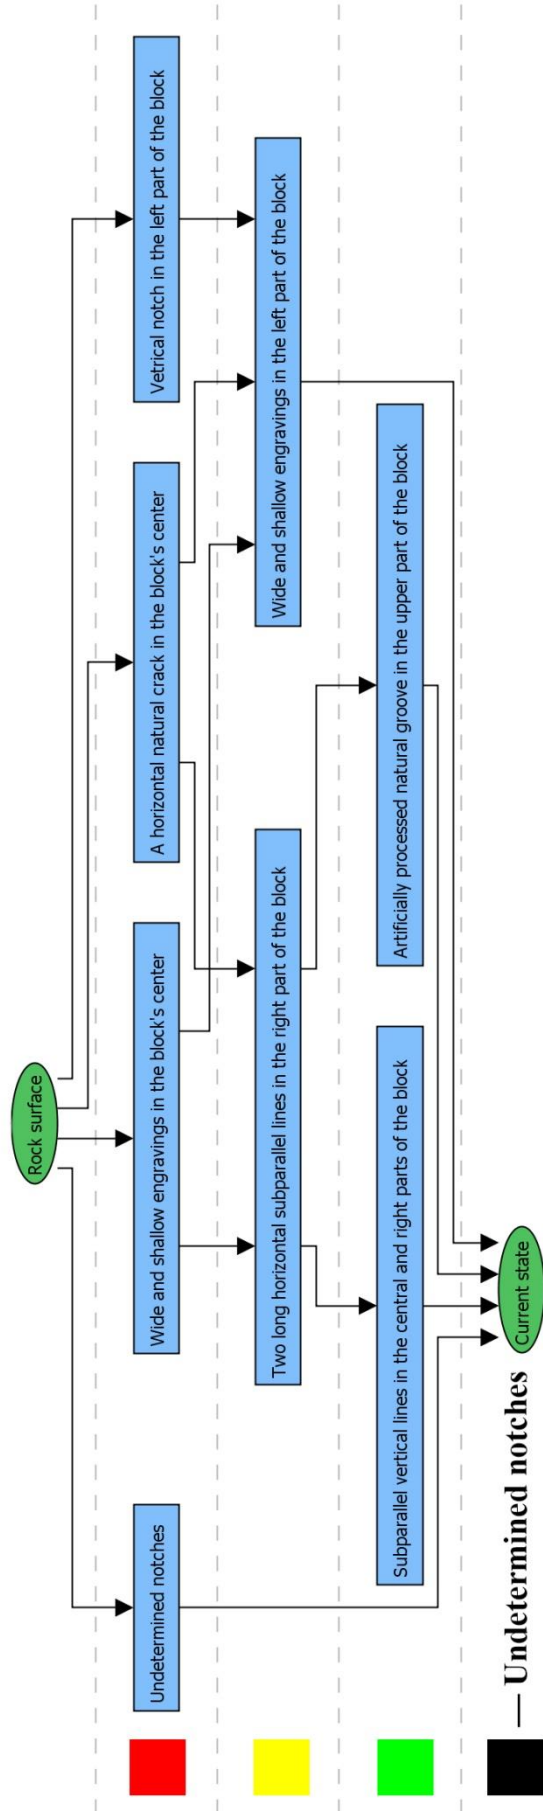 Rock surface
Undetermined notches
Wide and shallow engravings in the block's center
A horizontal natural crack in the block's center
Vetrical notch in the left part of the block
Two long horizontal subparallel lines in the right part of the block
Wide and shallow engravings in the left part of the block
Subparallel vertical lines in the central and right parts of the block
Artificially processed natural groove in the upper part of the block
— Undetermined notches
Current state